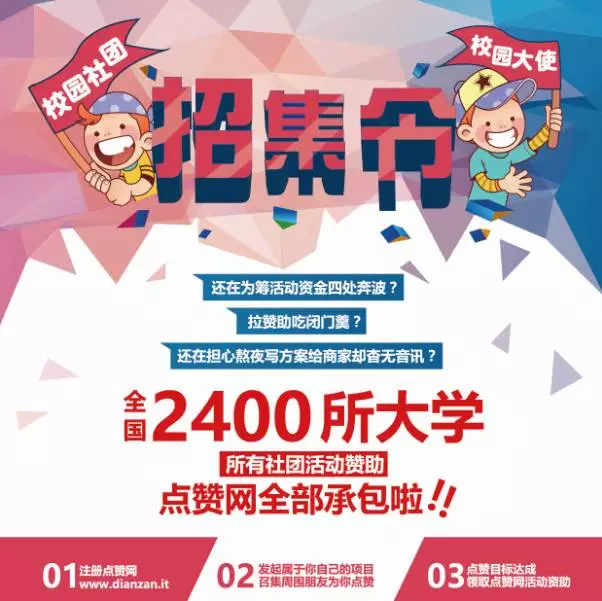 校园社团
校园大使
招集令
还在为筹活动资金四处奔波？
拉赞助吃闭门羹？
还在担心熬夜写方案给商家却杳无音讯？
全国2400所大学
所有社团活动赞助
点赞网全部承包啦!!
01 注册点赞网
www.dianzan.it
02 发起属于你自己的项目
召集周围朋友为你点赞
03 点赞目标达成
领取点赞网活动资助